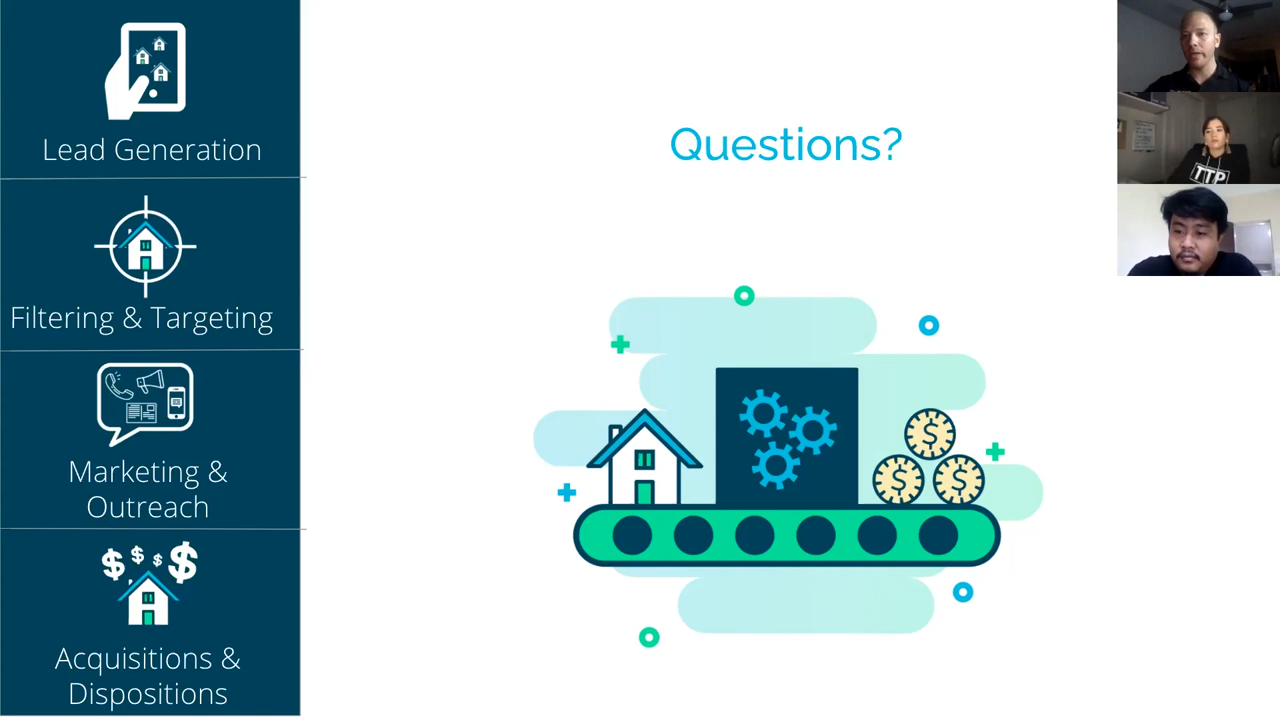 Lead Generation
Filtering & Targeting
Marketing &
Outreach
Acquisitions &
Dispositions
Questions?
$ $ $ $
$
$ $
TTP